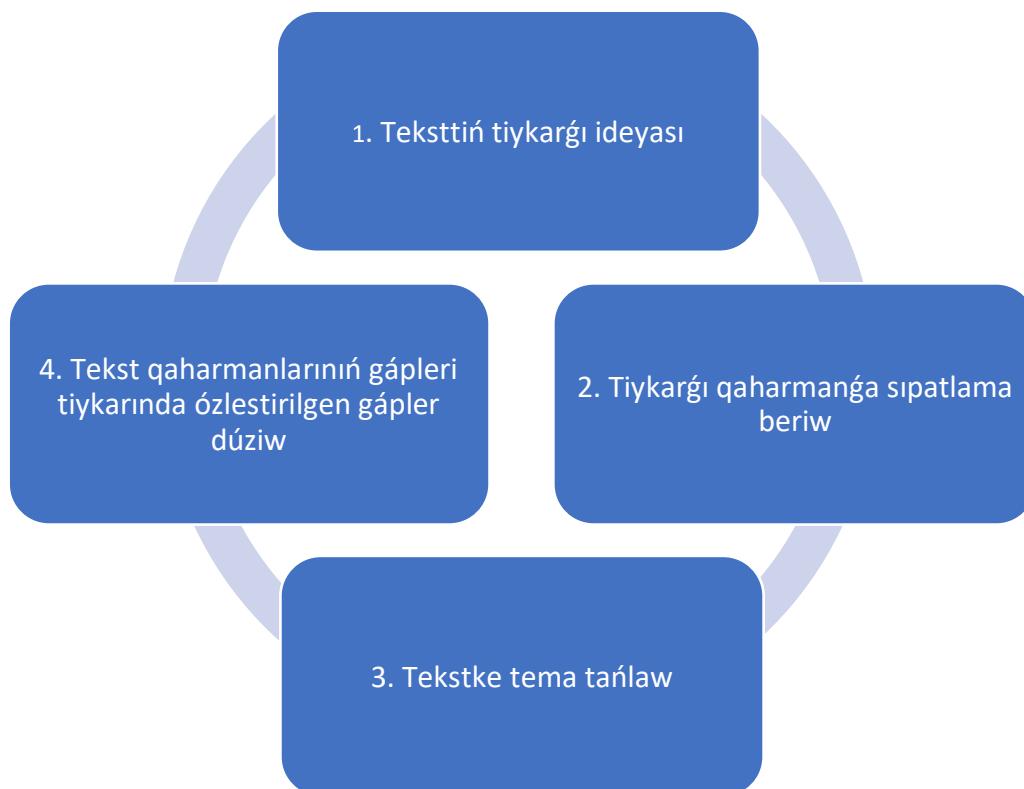 1. Teksttiń tiykarǵı ideyası
2. Tiykarǵı qaharmanǵa sıpatlama
beriw
3. Tekstke tema tańlaw
4. Tekst qaharmanlarınıń gápleri
tiykarında ózlestirilgen gápler
dúziw